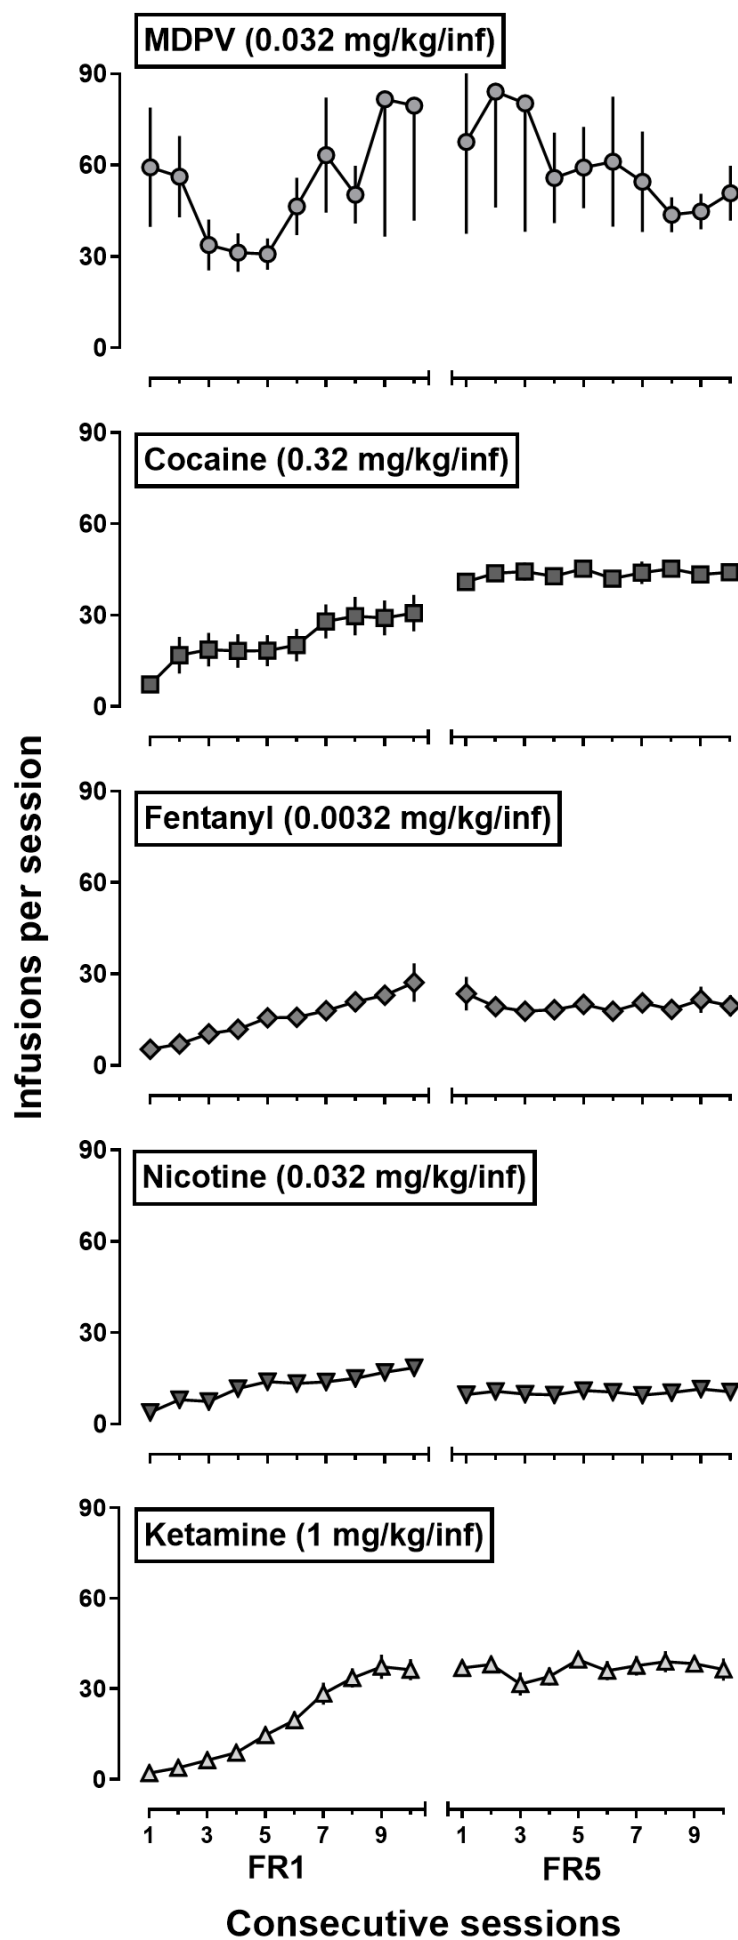 MDPV (0.032 mg/kg/inf)
90
60
30
0
Cocaine (0.32 mg/kg/inf)
90
60
30
0
Infusions per session
Fentanyl (0.0032 mg/kg/inf)
90
60
30
0
Nicotine (0.032 mg/kg/inf)
90
60
30
0
Ketamine (1 mg/kg/inf)
90
60
30
0
1 3 5 7 9 1 3 5 7 9
FR1 FR5
Consecutive sessions